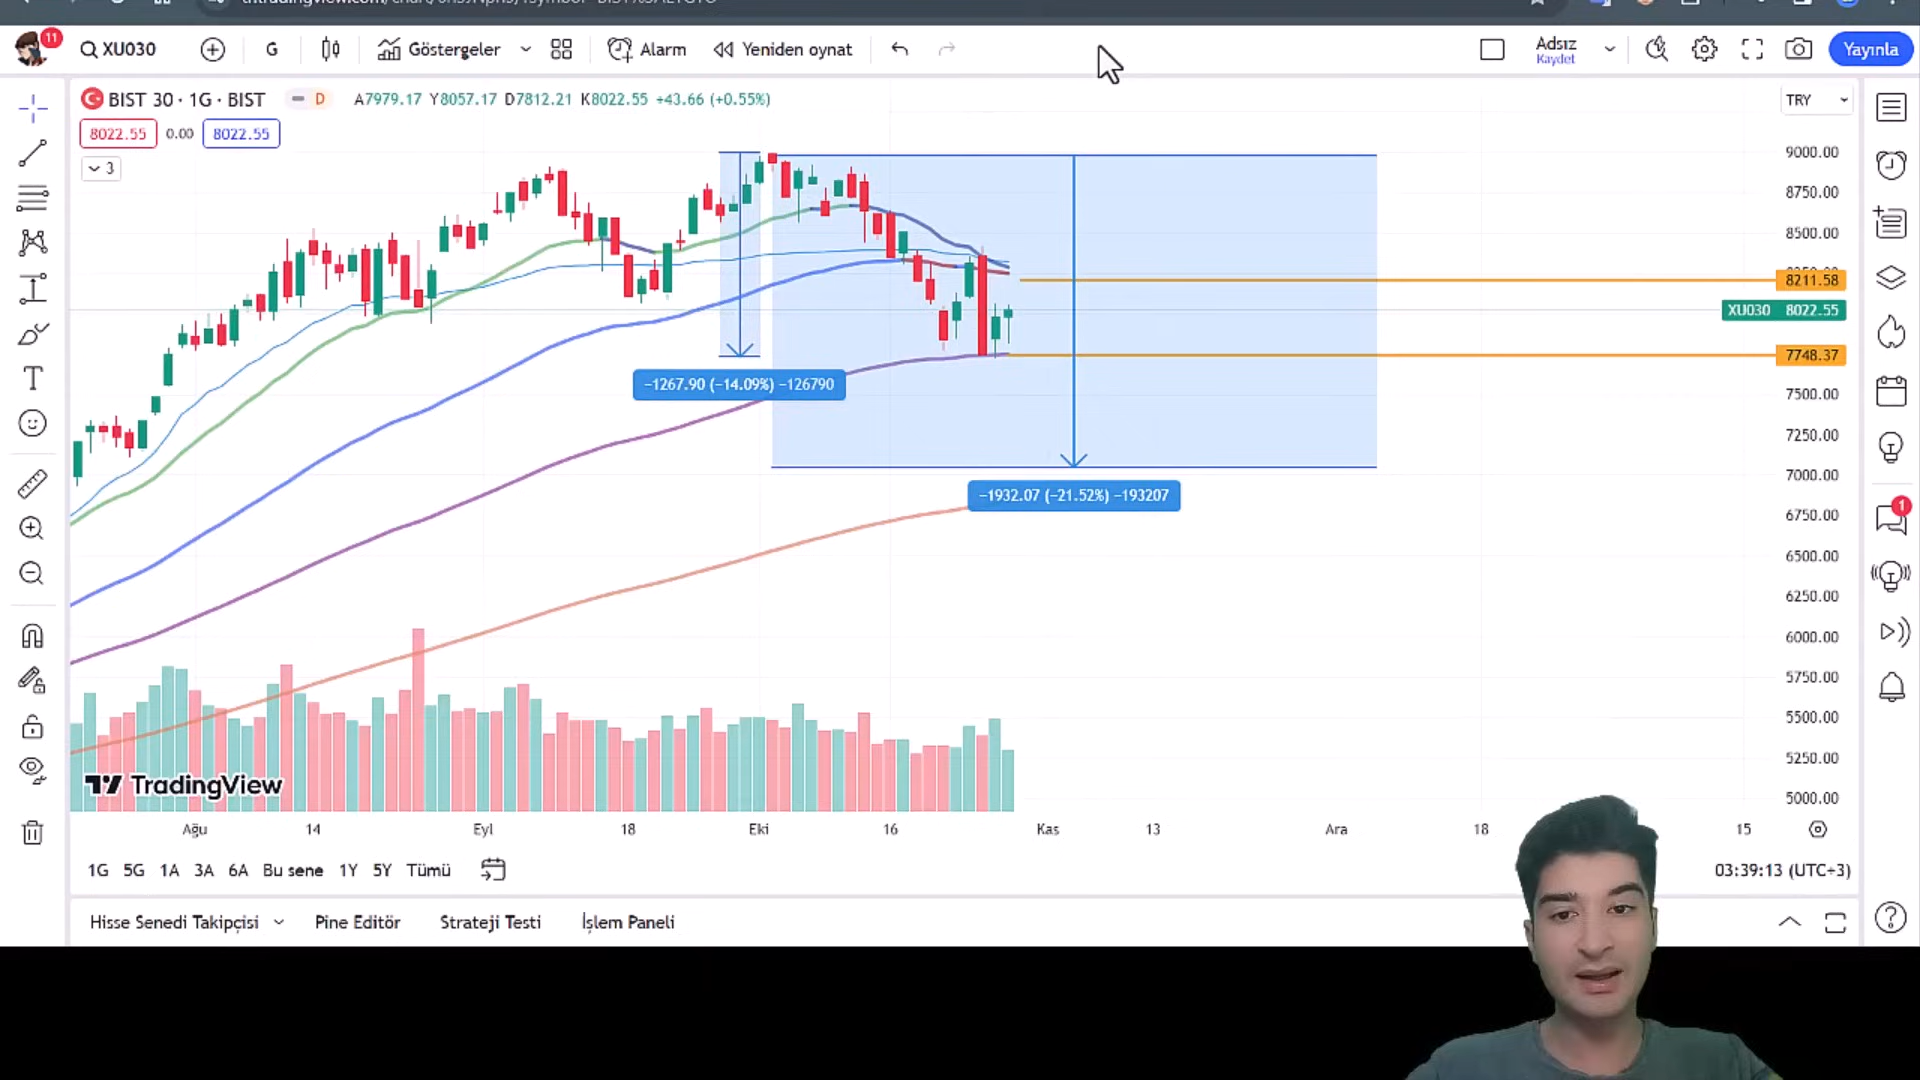 11
XU030
G
Göstergeler
Alarm
Yeniden oynat
Adsız
Kaydet
Yayınla
BIST 30 · 1G · BIST
D
A7979.17 Y8057.17 D7812.21 K8022.55 +43.66 (+0.55%)
TRY
8022.55 0.00 8022.55
3
9000.00
8750.00
8500.00
8211.58
XU030 8022.55
7748.37
7500.00
7250.00
7000.00
6750.00
6500.00
6250.00
6000.00
5750.00
5500.00
5250.00
5000.00
−1267.90 (−14.09%) −126790
−1932.07 (−21.52%) −193207
1
TradingView
Ağu 14 Eyl 18 Eki 16 Kas 13 Ara 18 15
1G 5G 1A 3A 6A Bu sene 1Y 5Y Tümü
03:39:13 (UTC+3)
Hisse Senedi Takipçisi Pine Editör Strateji Testi İşlem Paneli